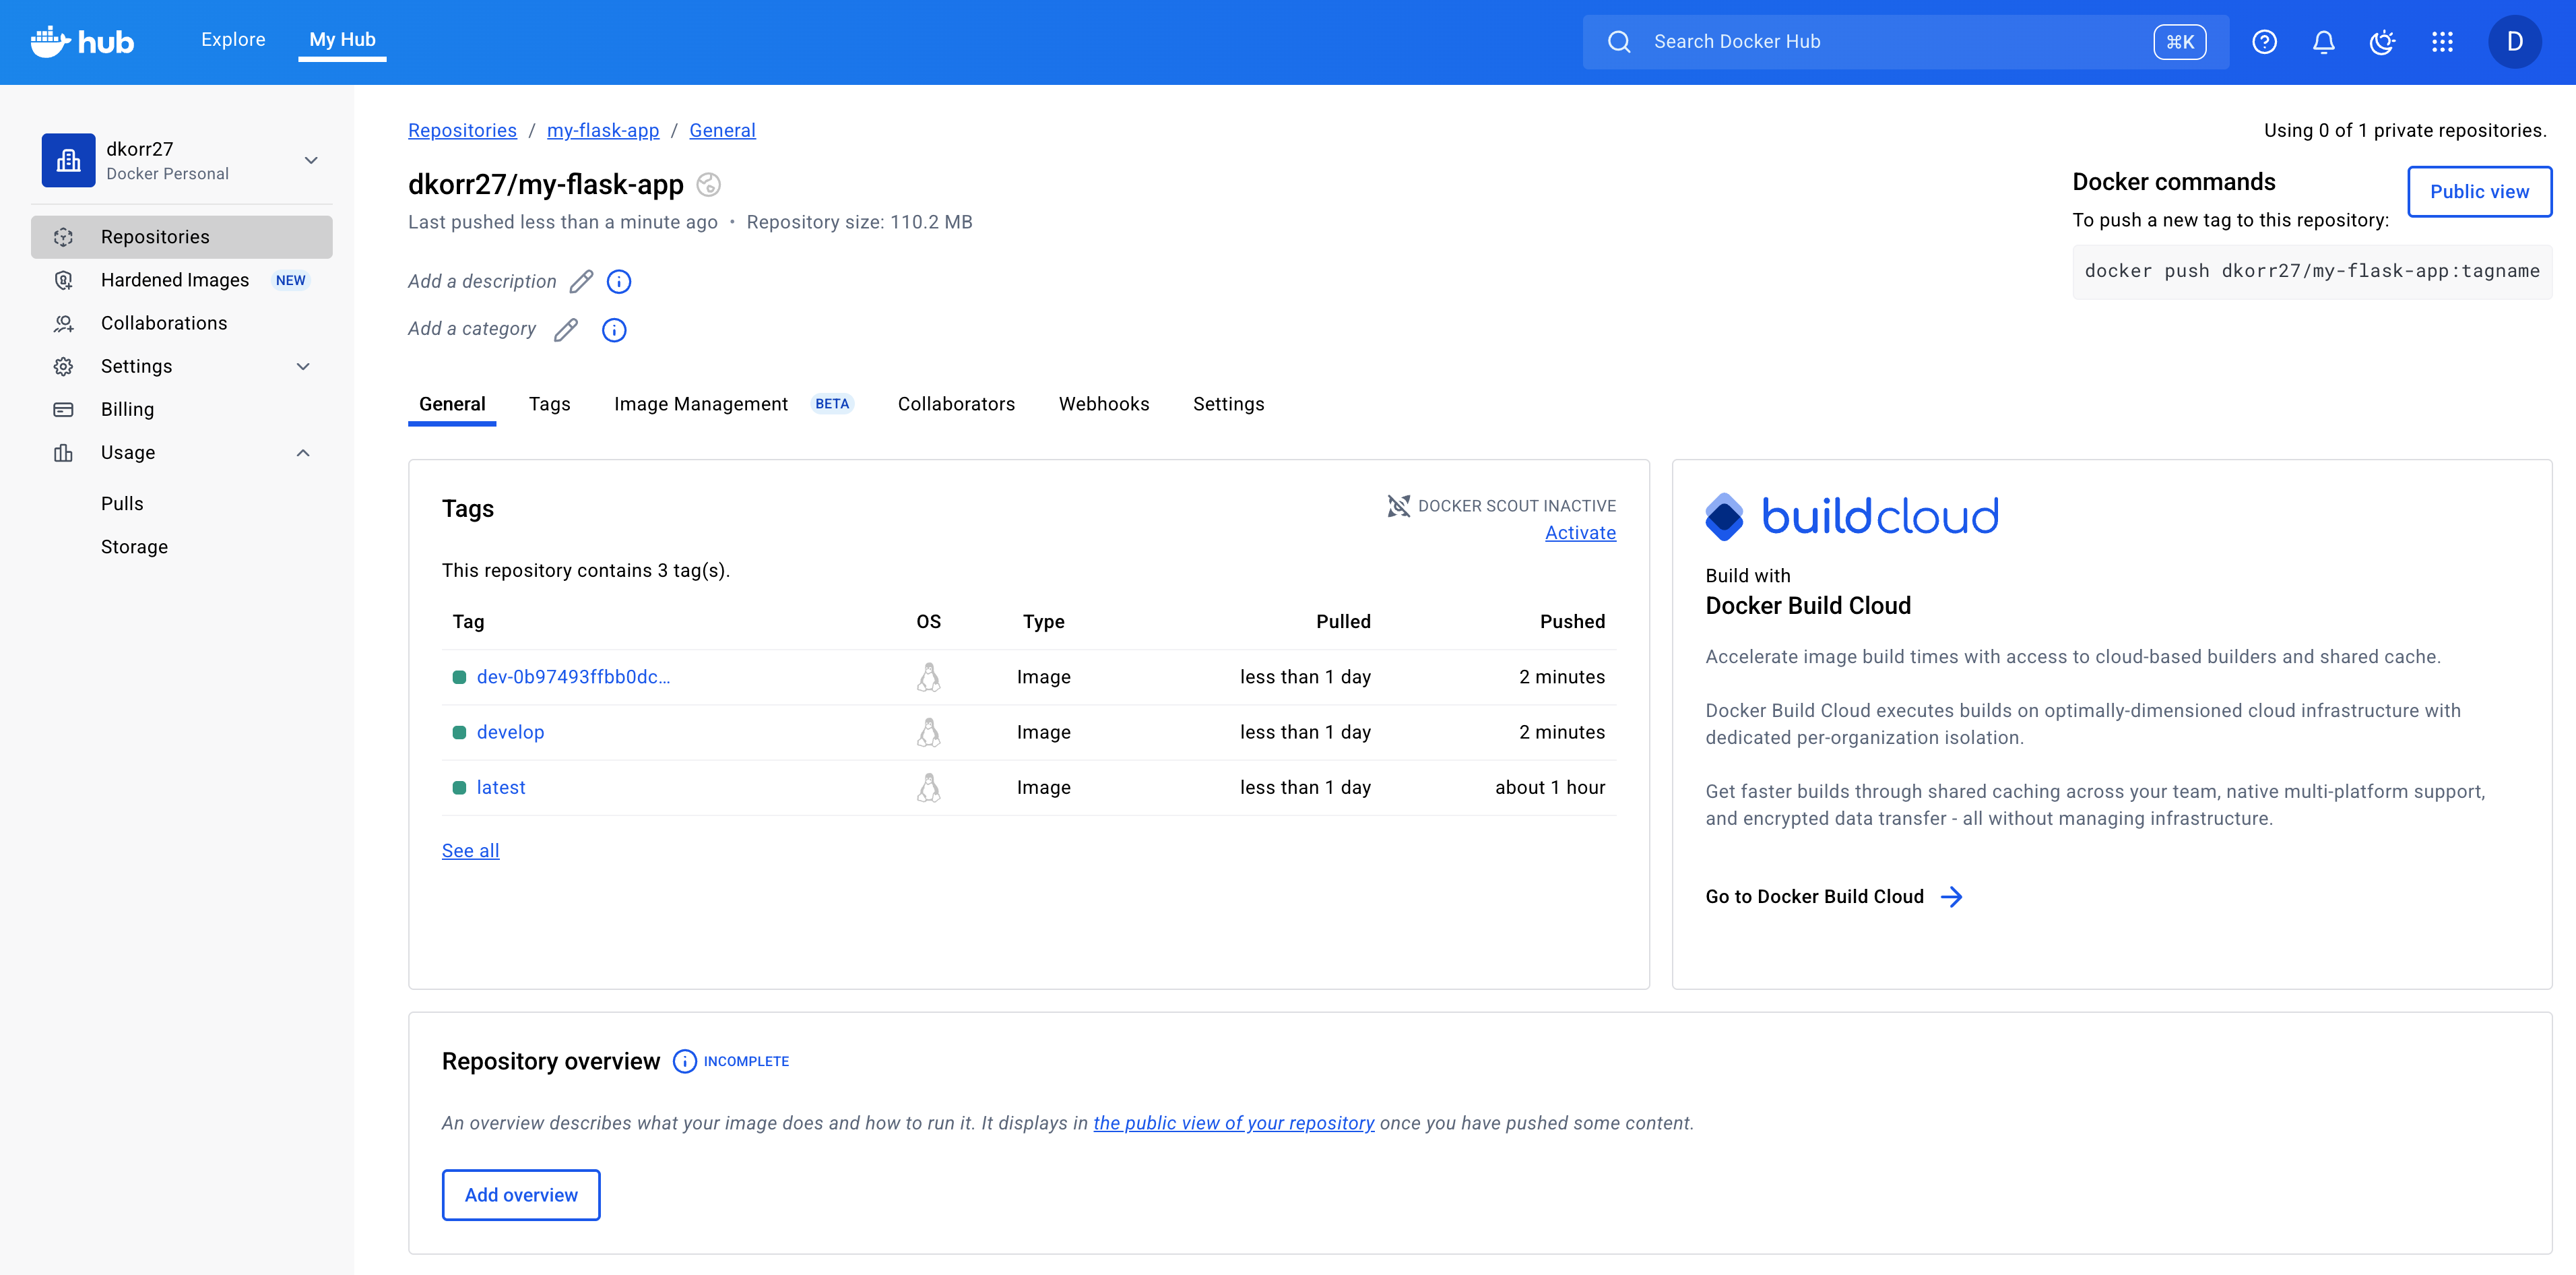 hub
Explore
My Hub
Search Docker Hub
⌘K
D
dkorr27
Docker Personal
Repositories
Hardened Images NEW
Collaborations
Settings
Billing
Usage
Pulls
Storage
Repositories / my-flask-app / General
Using 0 of 1 private repositories.
dkorr27/my-flask-app
Last pushed less than a minute ago • Repository size: 110.2 MB
Add a description
Add a category
Docker commands
Public view
To push a new tag to this repository:
docker push dkorr27/my-flask-app:tagname
General Tags Image Management BETA Collaborators Webhooks Settings
Tags
DOCKER SCOUT INACTIVE
Activate
This repository contains 3 tag(s).
Tag OS Type Pulled Pushed
dev-0b97493ffbb0dc... Image less than 1 day 2 minutes
develop Image less than 1 day 2 minutes
latest Image less than 1 day about 1 hour
See all
buildcloud
Build with
Docker Build Cloud
Accelerate image build times with access to cloud-based builders and shared cache.
Docker Build Cloud executes builds on optimally-dimensioned cloud infrastructure with
dedicated per-organization isolation.
Get faster builds through shared caching across your team, native multi-platform support,
and encrypted data transfer - all without managing infrastructure.
Go to Docker Build Cloud
Repository overview INCOMPLETE
An overview describes what your image does and how to run it. It displays in the public view of your repository once you have pushed some content.
Add overview